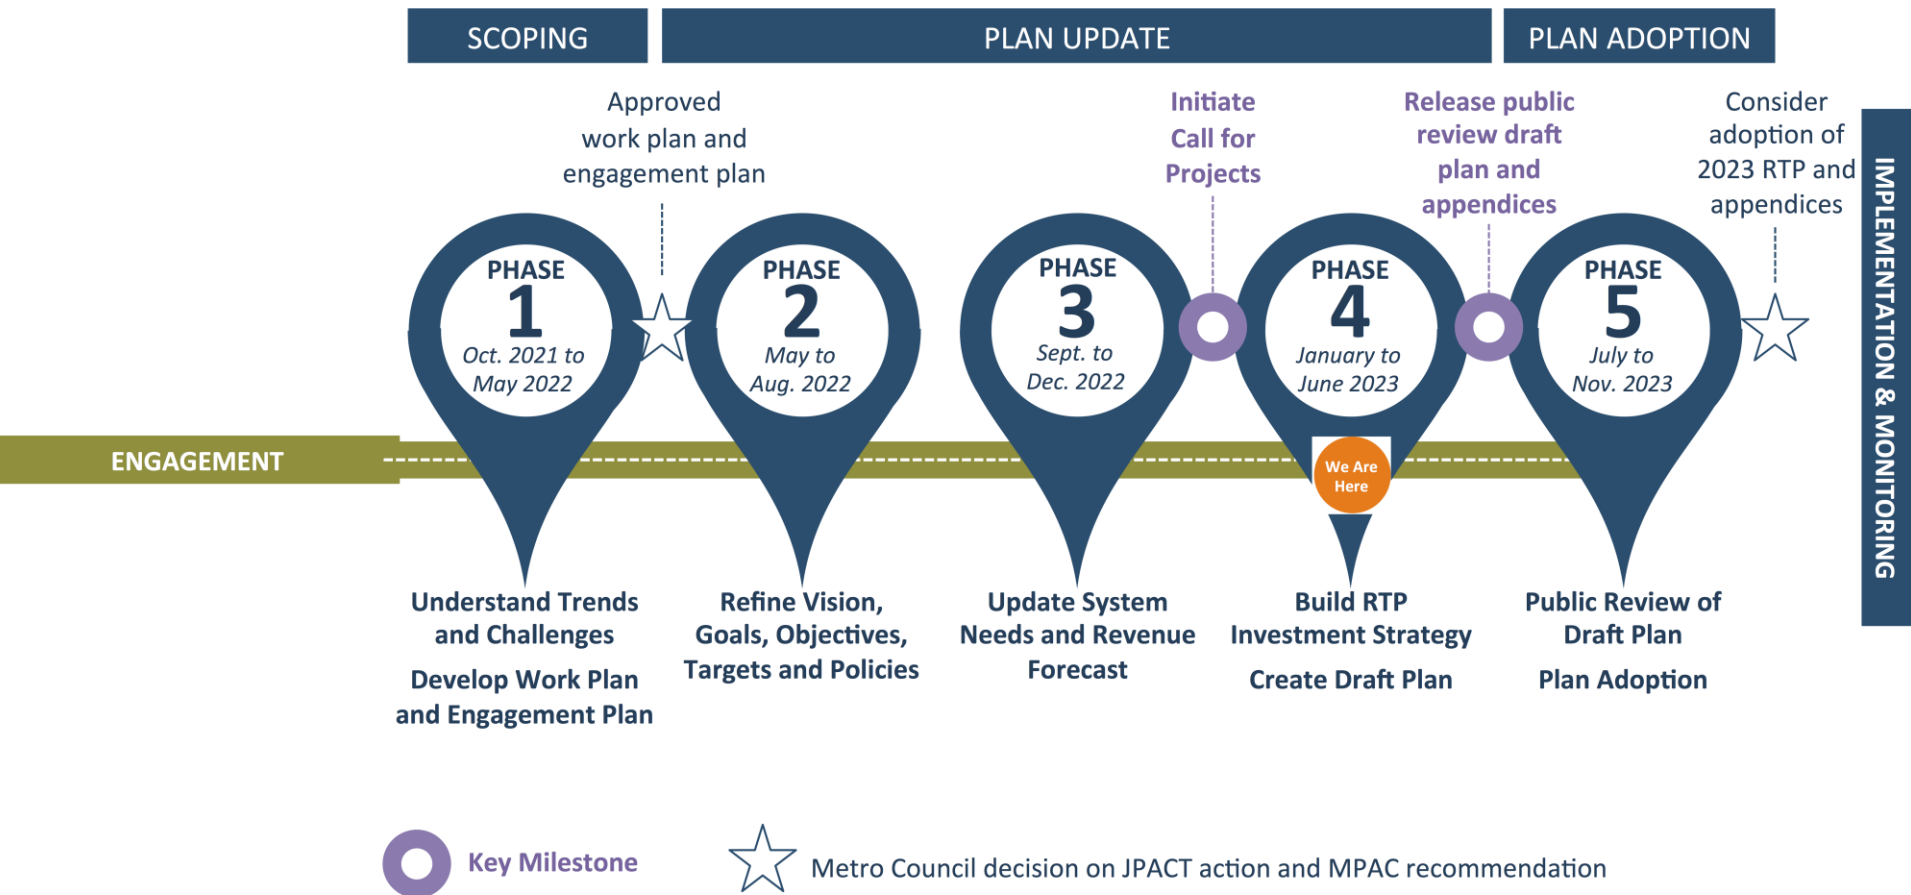 SCOPING
PLAN UPDATE
PLAN ADOPTION
Approved
work plan and
engagement plan
Initiate
Call for
Projects
Release public
review draft
plan and
appendices
Consider
adoption of
2023 RTP and
appendices
IMPLEMENTATION & MONITORING
PHASE
1
Oct. 2021 to
May 2022
PHASE
2
May to
Aug. 2022
PHASE
3
Sept. to
Dec. 2022
PHASE
4
January to
June 2023
PHASE
5
July to
Nov. 2023
ENGAGEMENT
We Are
Here
Understand Trends
and Challenges
Develop Work Plan
and Engagement Plan
Refine Vision,
Goals, Objectives,
Targets and Policies
Update System
Needs and Revenue
Forecast
Build RTP
Investment Strategy
Create Draft Plan
Public Review of
Draft Plan
Plan Adoption
Key Milestone
Metro Council decision on JPACT action and MPAC recommendation